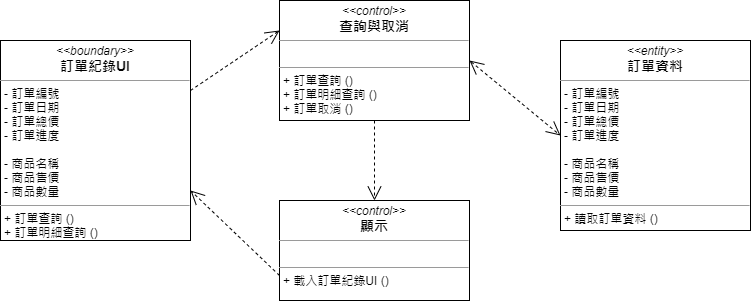 <<boundary>>
訂單紀錄UI
- 訂單編號
- 訂單日期
- 訂單總價
- 訂單進度
- 商品名稱
- 商品售價
- 商品數量
+ 訂單查詢 ()
+ 訂單明細查詢 ()
<<control>>
查詢與取消
+ 訂單查詢 ()
+ 訂單明細查詢 ()
+ 訂單取消 ()
<<control>>
顯示
+ 載入訂單紀錄UI ()
<<entity>>
訂單資料
- 訂單編號
- 訂單日期
- 訂單總價
- 訂單進度
- 商品名稱
- 商品售價
- 商品數量
+ 讀取訂單資料 ()